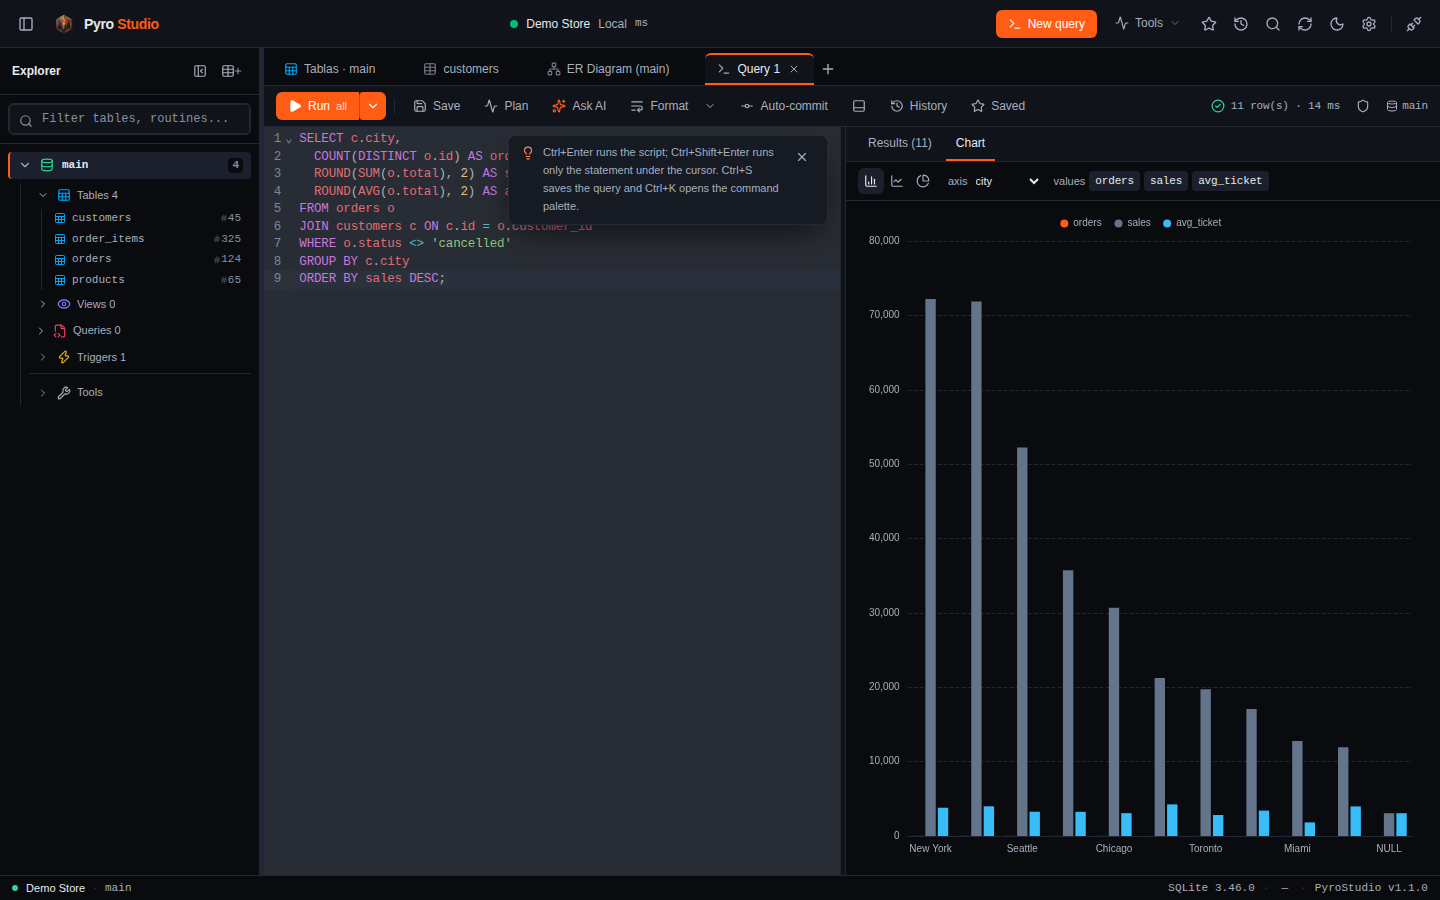 Pyro Studio
Demo Store Local ms
New query
Tools
Explorer
Tablas · main
customers
ER Diagram (main)
Query 1
Run all
Save
Plan
Ask AI
Format
Auto-commit
History
Saved
11 row(s) · 14 ms
main
Filter tables, routines...
main 4
Tables 4
customers #45
order_items #325
orders #124
products #65
Views 0
Queries 0
Triggers 1
Tools
1 SELECT c.city,
2 COUNT(DISTINCT o.id) AS
3 ROUND(SUM(o.total), 2) AS
4 ROUND(AVG(o.total), 2) AS
5 FROM orders o
6 JOIN customers c ON c.id = o.customer_id
7 WHERE o.status <> 'cancelled'
8 GROUP BY c.city
9 ORDER BY sales DESC;
Ctrl+Enter runs the script; Ctrl+Shift+Enter runs
only the statement under the cursor. Ctrl+S
saves the query and Ctrl+K opens the command
palette.
Results (11)
Chart
axis city
values orders sales avg_ticket
orders sales avg_ticket
80,000
70,000
60,000
50,000
40,000
30,000
20,000
10,000
0
New York Seattle Chicago Toronto Miami NULL
Demo Store · main
SQLite 3.46.0 · — · PyroStudio v1.1.0